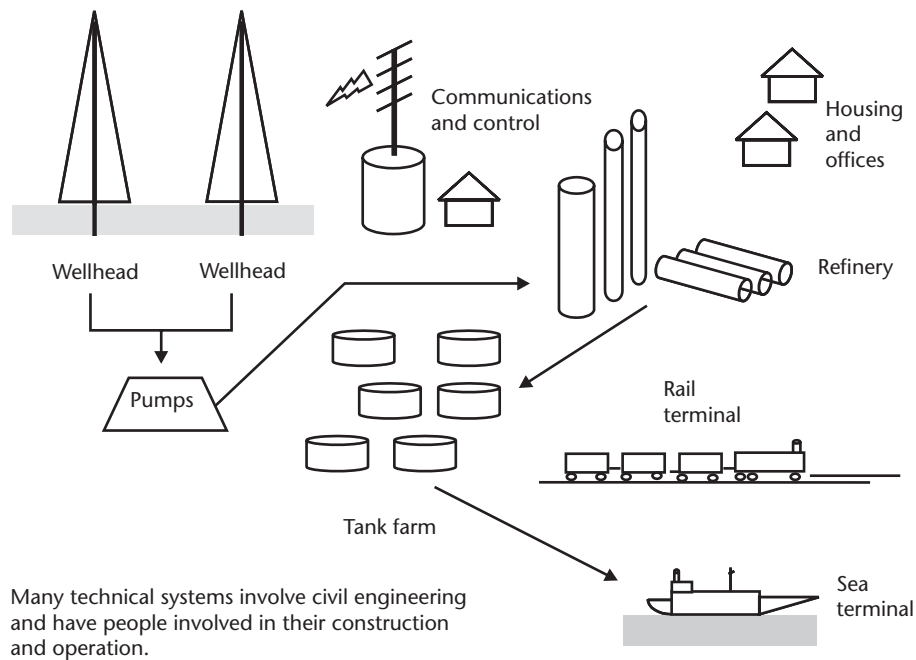 Communications
and control
Housing
and
offices
Wellhead
Wellhead
Refinery
Pumps
Rail
terminal
Tank farm
Sea
terminal
Many technical systems involve civil engineering
and have people involved in their construction
and operation.